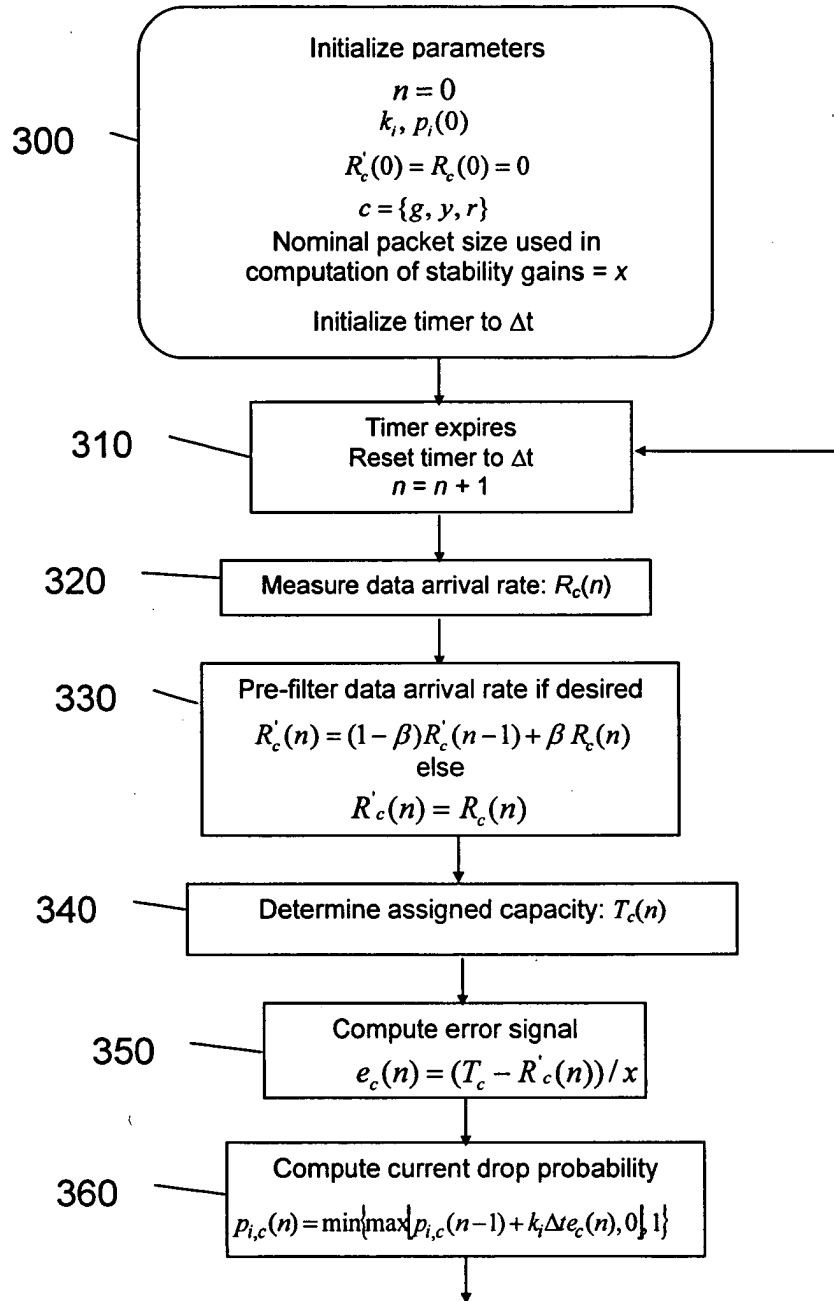 300
Initialize parameters
n = 0
k_i, p_i(0)
R'_c(0) = R_c(0) = 0
c = {g, y, r}
Nominal packet size used in
computation of stability gains = x
Initialize timer to Δt
310
Timer expires
Reset timer to Δt
n = n + 1
320
Measure data arrival rate: R_c(n)
330
Pre-filter data arrival rate if desired
R'_c(n) = (1 − β)R'_c(n−1) + β R_c(n)
else
R'_c(n) = R_c(n)
340
Determine assigned capacity: T_c(n)
350
Compute error signal
e_c(n) = (T_c − R'_c(n)) / x
360
Compute current drop probability
p_{i,c}(n) = min{max[p_{i,c}(n−1) + k_iΔte_c(n), 0], 1}